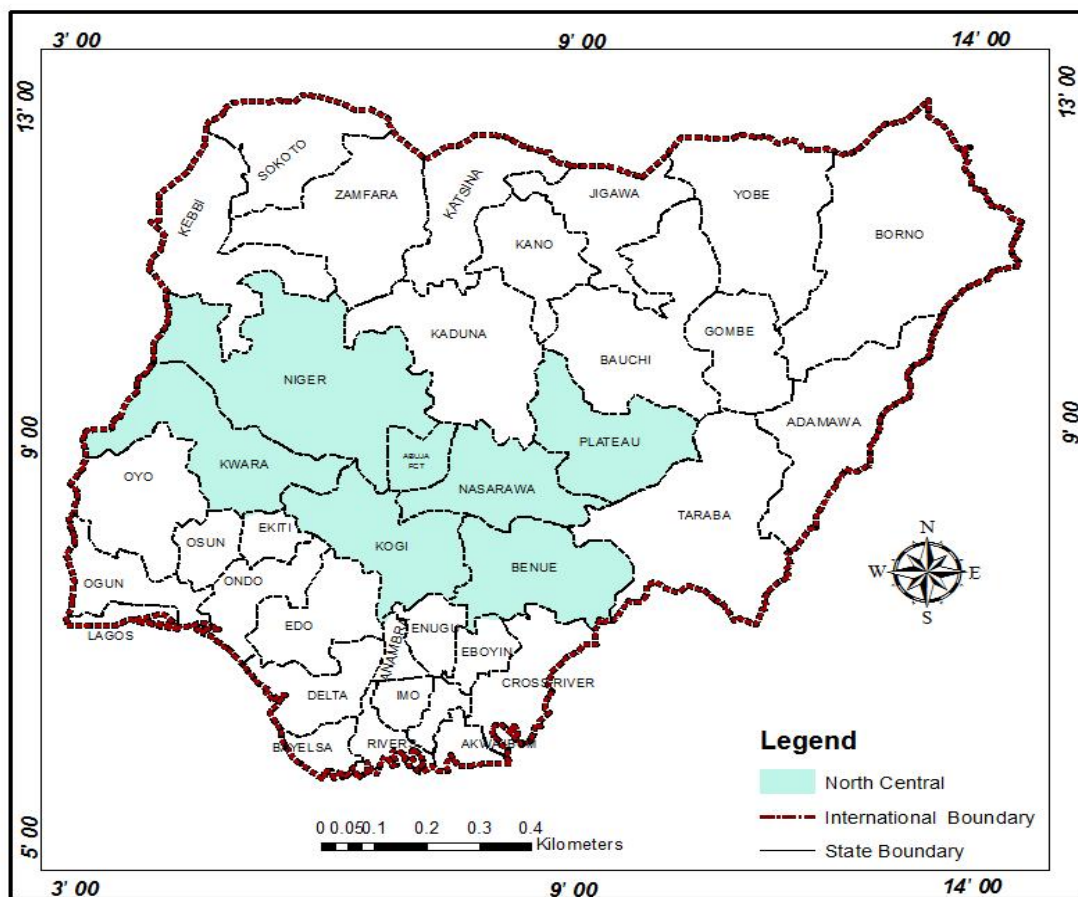 3' 00 9' 00 14' 00
13' 00
13' 00
SOKOTO
KEBBI
ZAMFARA
KATSINA
JIGAWA
YOBE
KANO
BORNO
KADUNA
GOMBE
BAUCHI
NIGER
ADAMAWA
9' 00
9' 00
PLATEAU
ABUJA
FCT
KWARA
OYO
NASARAWA
TARABA
EKITI
OSUN
KOGI
BENUE
N
W E
S
OGUN
ONDO
EDO
LAGOS
ENUGU
ANAMBRA
EBOYIN
CROSS RIVER
DELTA
IMO
BAYELSA
RIVERS
AKWA IBOM
Legend
North Central
International Boundary
State Boundary
0 0.05 0.1 0.2 0.3 0.4
Kilometers
5' 00
5' 00
3' 00 9' 00 14' 00